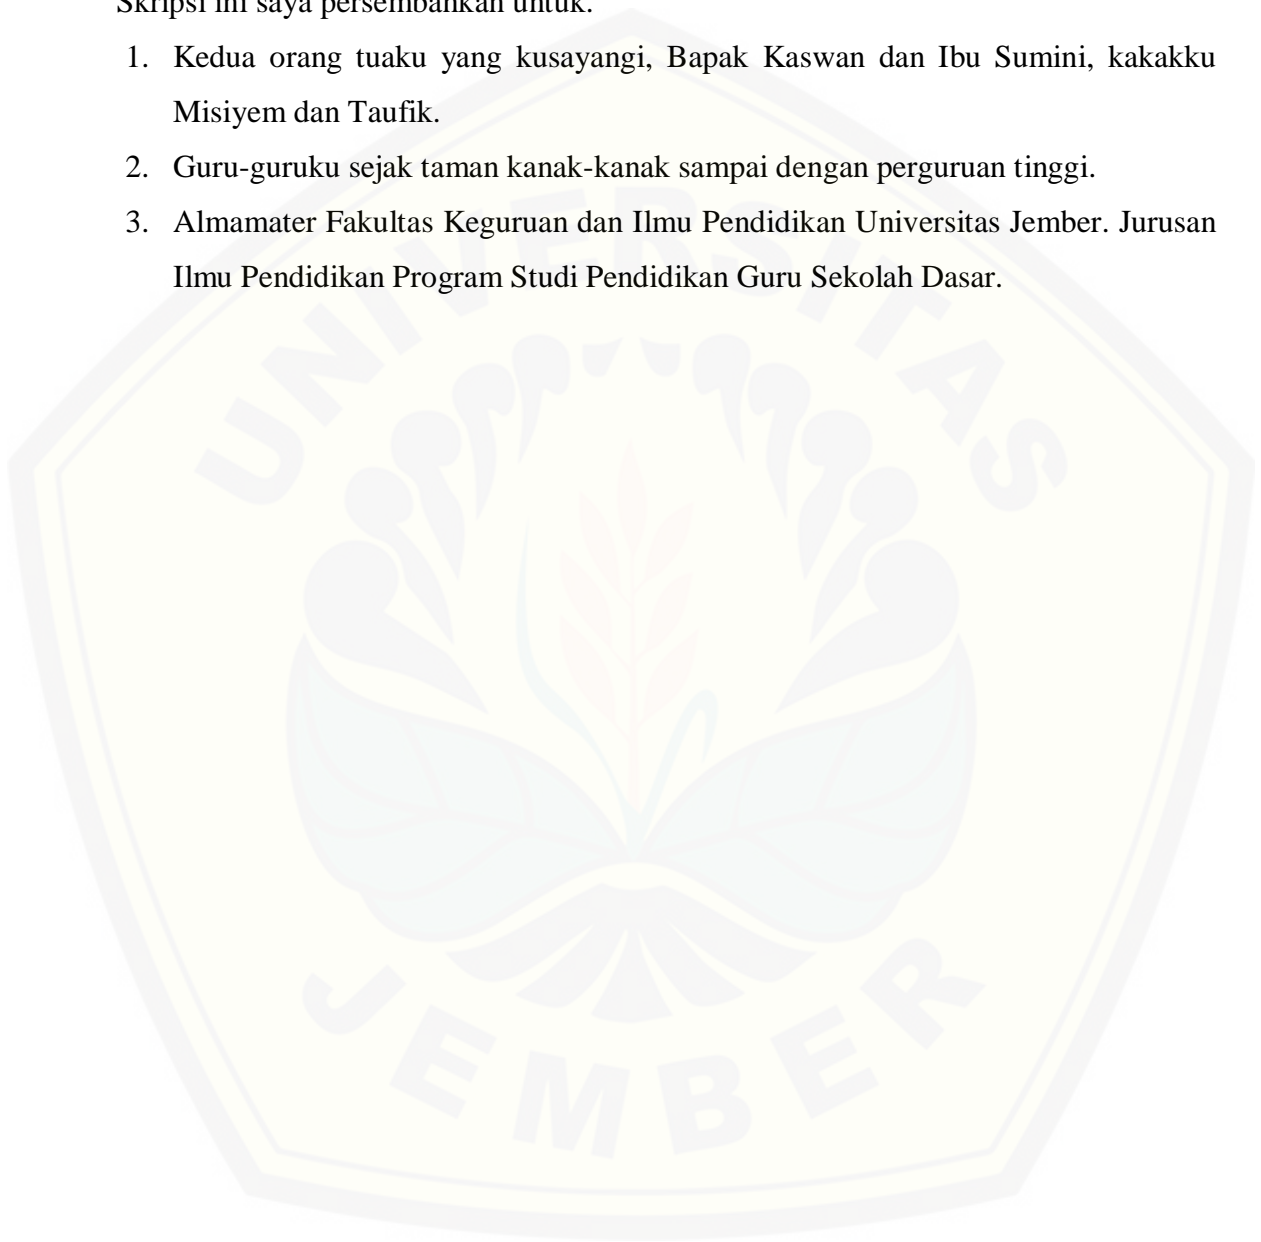 Skripsi ini saya persembahkan untuk:
1. Kedua orang tuaku yang kusayangi, Bapak Kaswan dan Ibu Sumini, kakakku
Misiyem dan Taufik.
2. Guru-guruku sejak taman kanak-kanak sampai dengan perguruan tinggi.
3. Almamater Fakultas Keguruan dan Ilmu Pendidikan Universitas Jember. Jurusan
Ilmu Pendidikan Program Studi Pendidikan Guru Sekolah Dasar.
UNIVERSITAS
JEMBER